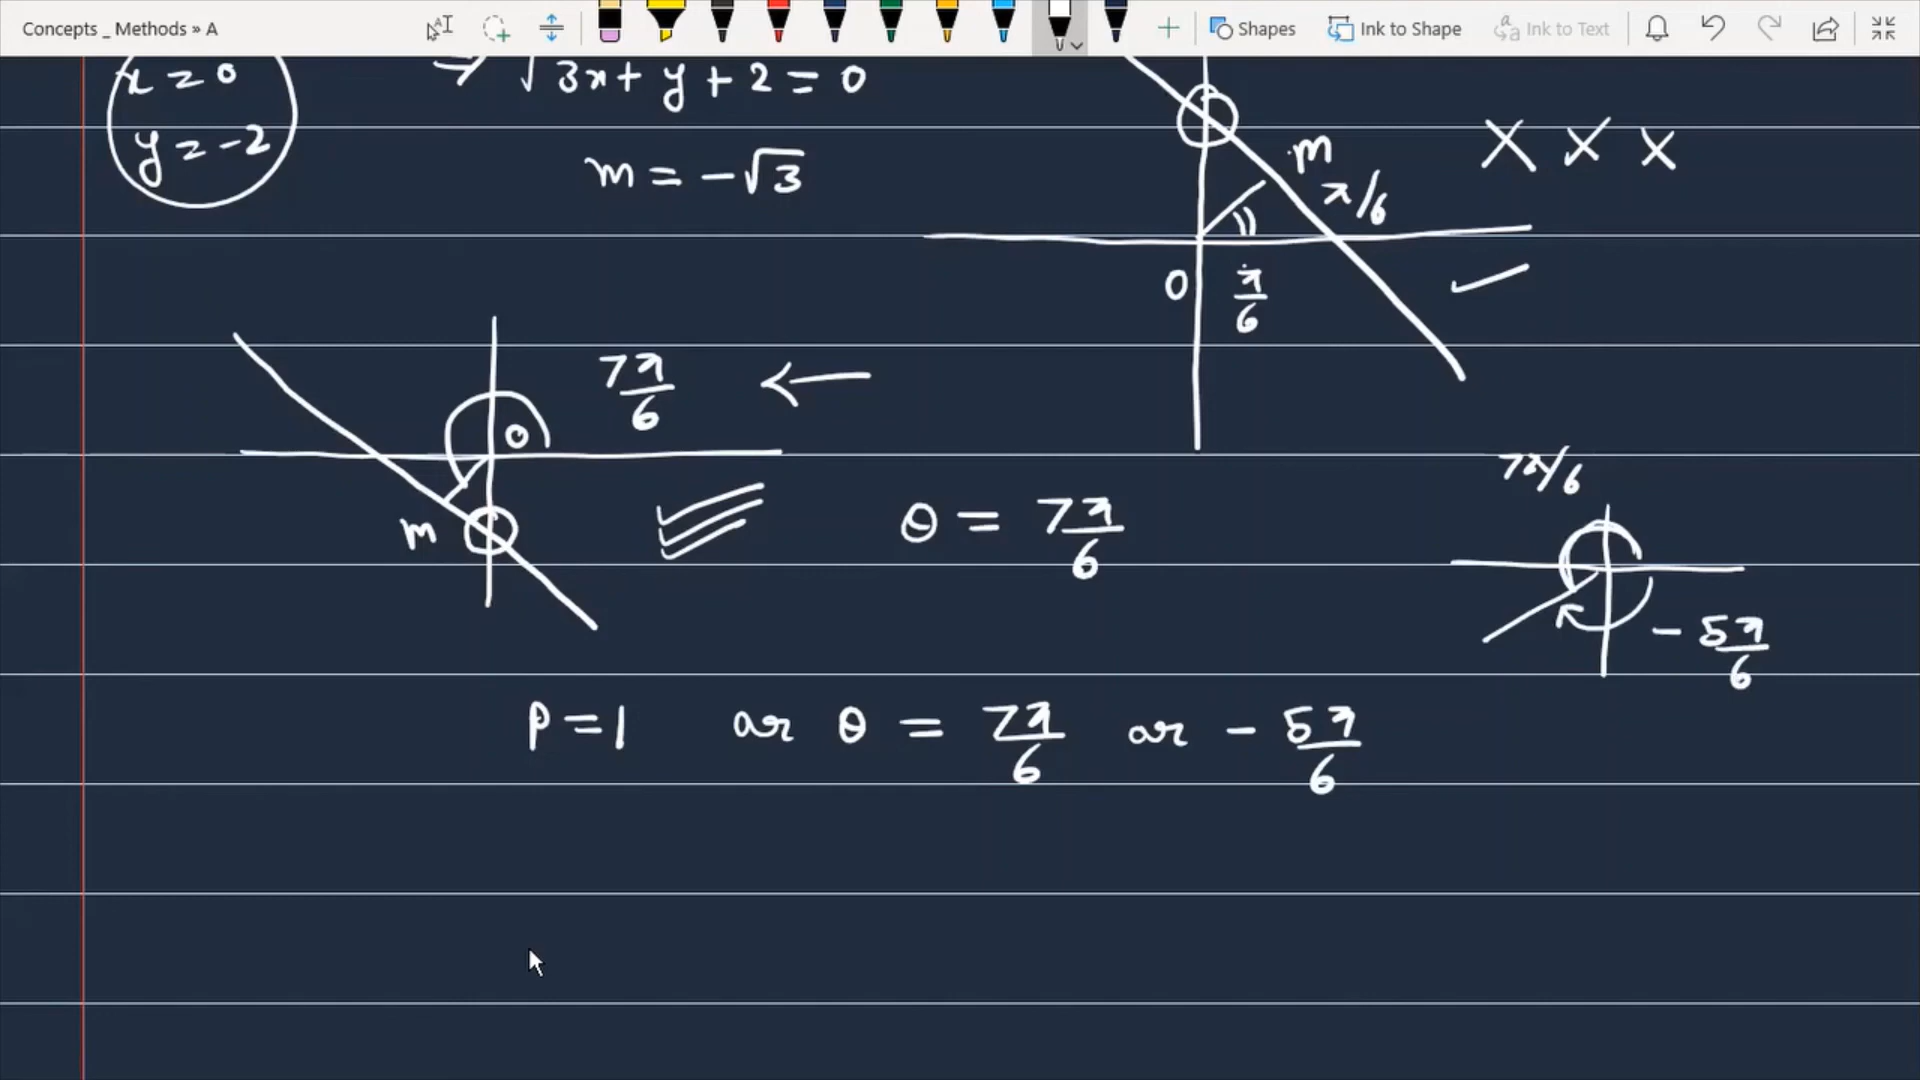 Concepts _ Methods » A
Shapes
Ink to Shape
Ink to Text
x = 0
y = -2
⇒ √3x + y + 2 = 0
m = -√3
m
π/6
X X X
0
π/6
7π/6 ←
0
m
θ = 7π/6
7π/6
- 5π/6
P = 1 or θ = 7π/6 or - 5π/6